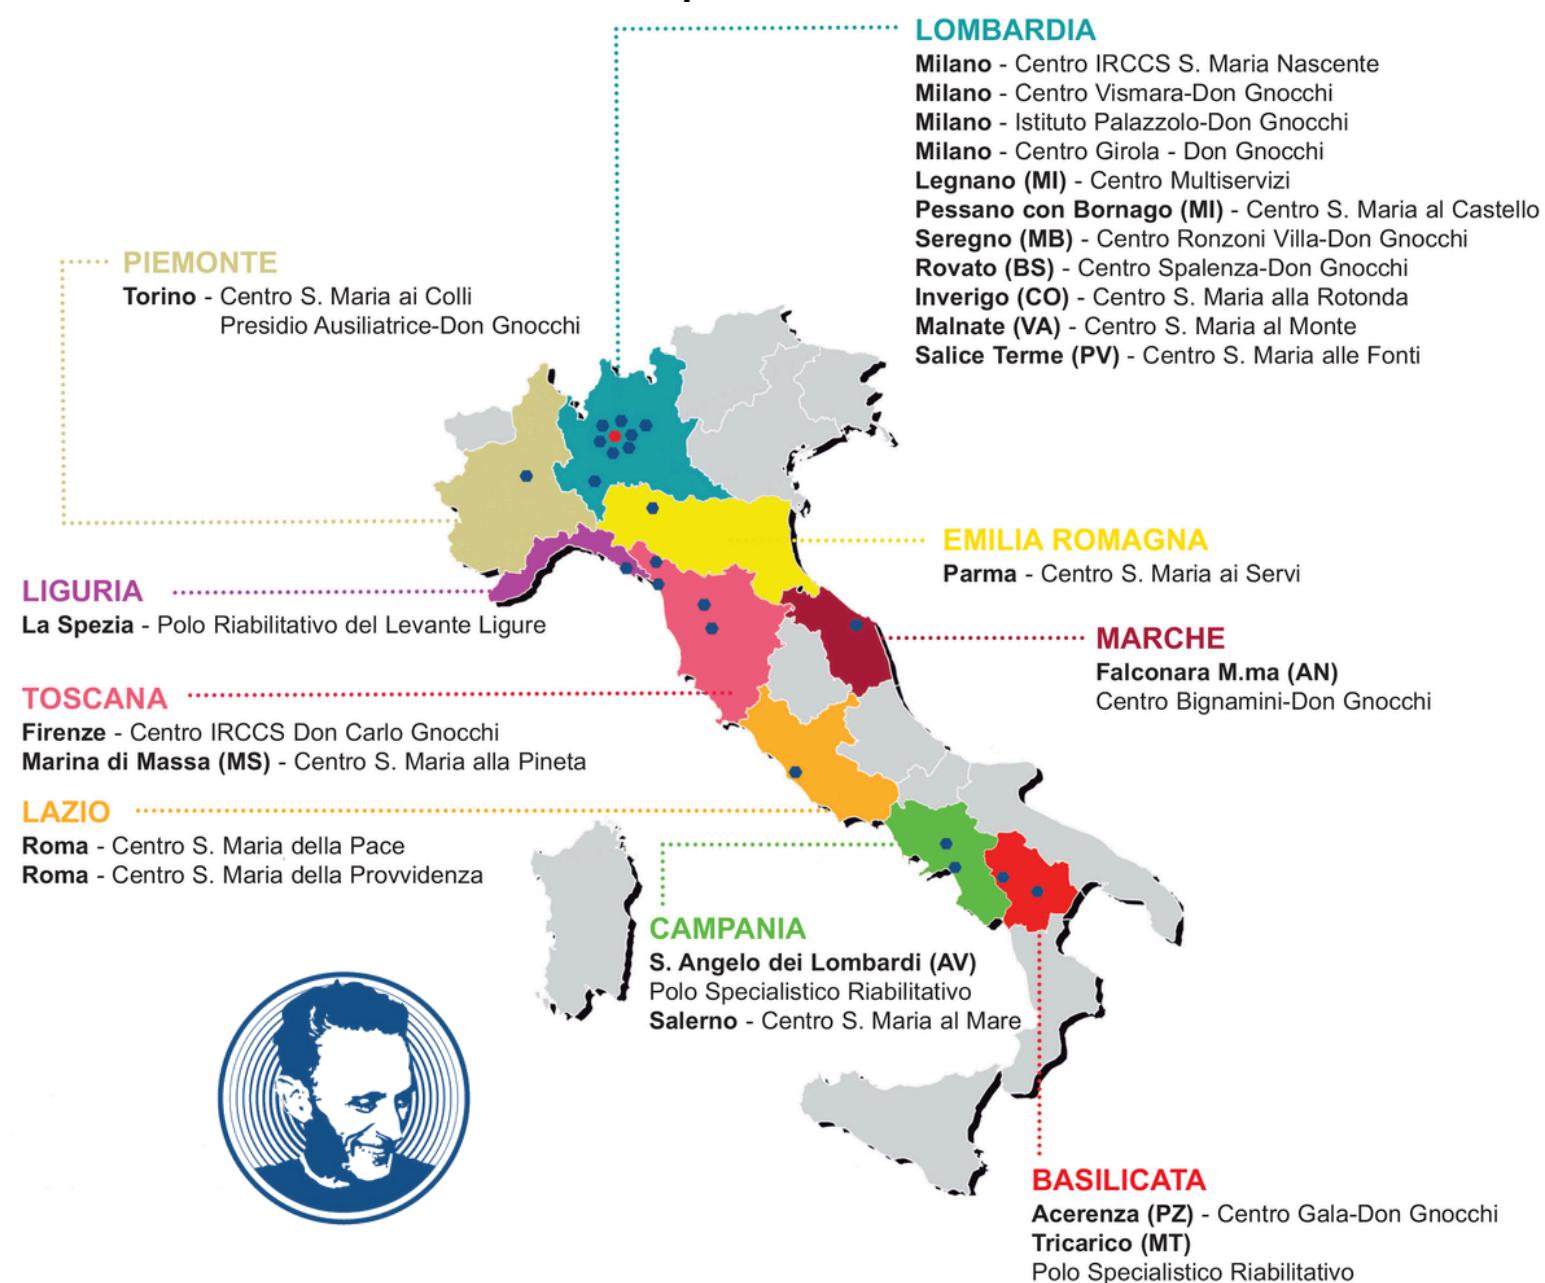 LOMBARDIA
Milano - Centro IRCCS S. Maria Nascente
Milano - Centro Vismara-Don Gnocchi
Milano - Istituto Palazzolo-Don Gnocchi
Milano - Centro Girola - Don Gnocchi
Legnano (MI) - Centro Multiservizi
Pessano con Bornago (MI) - Centro S. Maria al Castello
Seregno (MB) - Centro Ronzoni Villa-Don Gnocchi
Rovato (BS) - Centro Spalenza-Don Gnocchi
Inverigo (CO) - Centro S. Maria alla Rotonda
Malnate (VA) - Centro S. Maria al Monte
Salice Terme (PV) - Centro S. Maria alle Fonti
PIEMONTE
Torino - Centro S. Maria ai Colli
Presidio Ausiliatrice-Don Gnocchi
EMILIA ROMAGNA
Parma - Centro S. Maria ai Servi
LIGURIA
La Spezia - Polo Riabilitativo del Levante Ligure
MARCHE
Falconara M.ma (AN)
Centro Bignamini-Don Gnocchi
TOSCANA
Firenze - Centro IRCCS Don Carlo Gnocchi
Marina di Massa (MS) - Centro S. Maria alla Pineta
LAZIO
Roma - Centro S. Maria della Pace
Roma - Centro S. Maria della Provvidenza
CAMPANIA
S. Angelo dei Lombardi (AV)
Polo Specialistico Riabilitativo
Salerno - Centro S. Maria al Mare
BASILICATA
Acerenza (PZ) - Centro Gala-Don Gnocchi
Tricarico (MT)
Polo Specialistico Riabilitativo